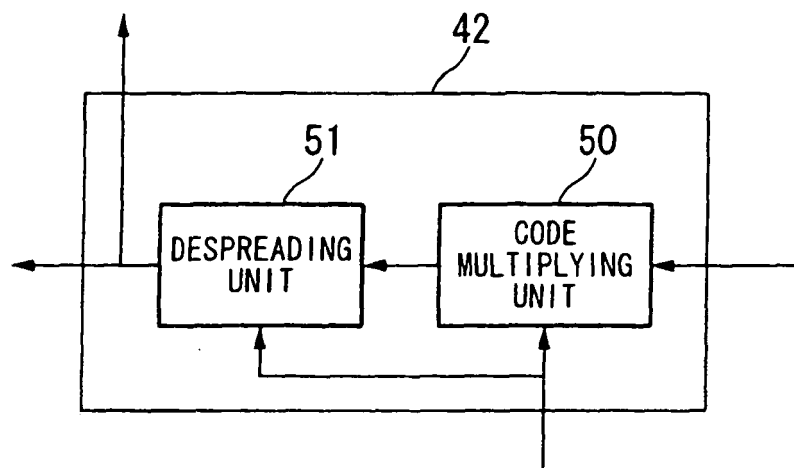 42
51
50
DESPREADING
UNIT
CODE
MULTIPLYING
UNIT